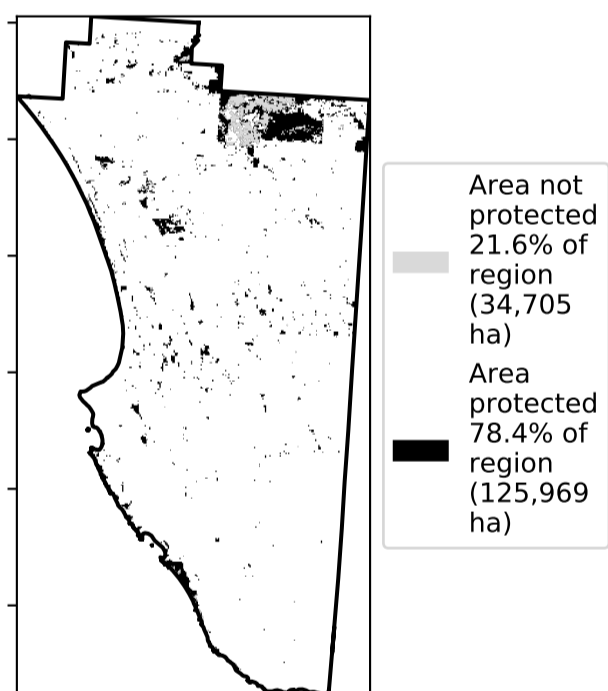 Area not
protected
21.6% of
region
(34,705
ha)
Area
protected
78.4% of
region
(125,969
ha)